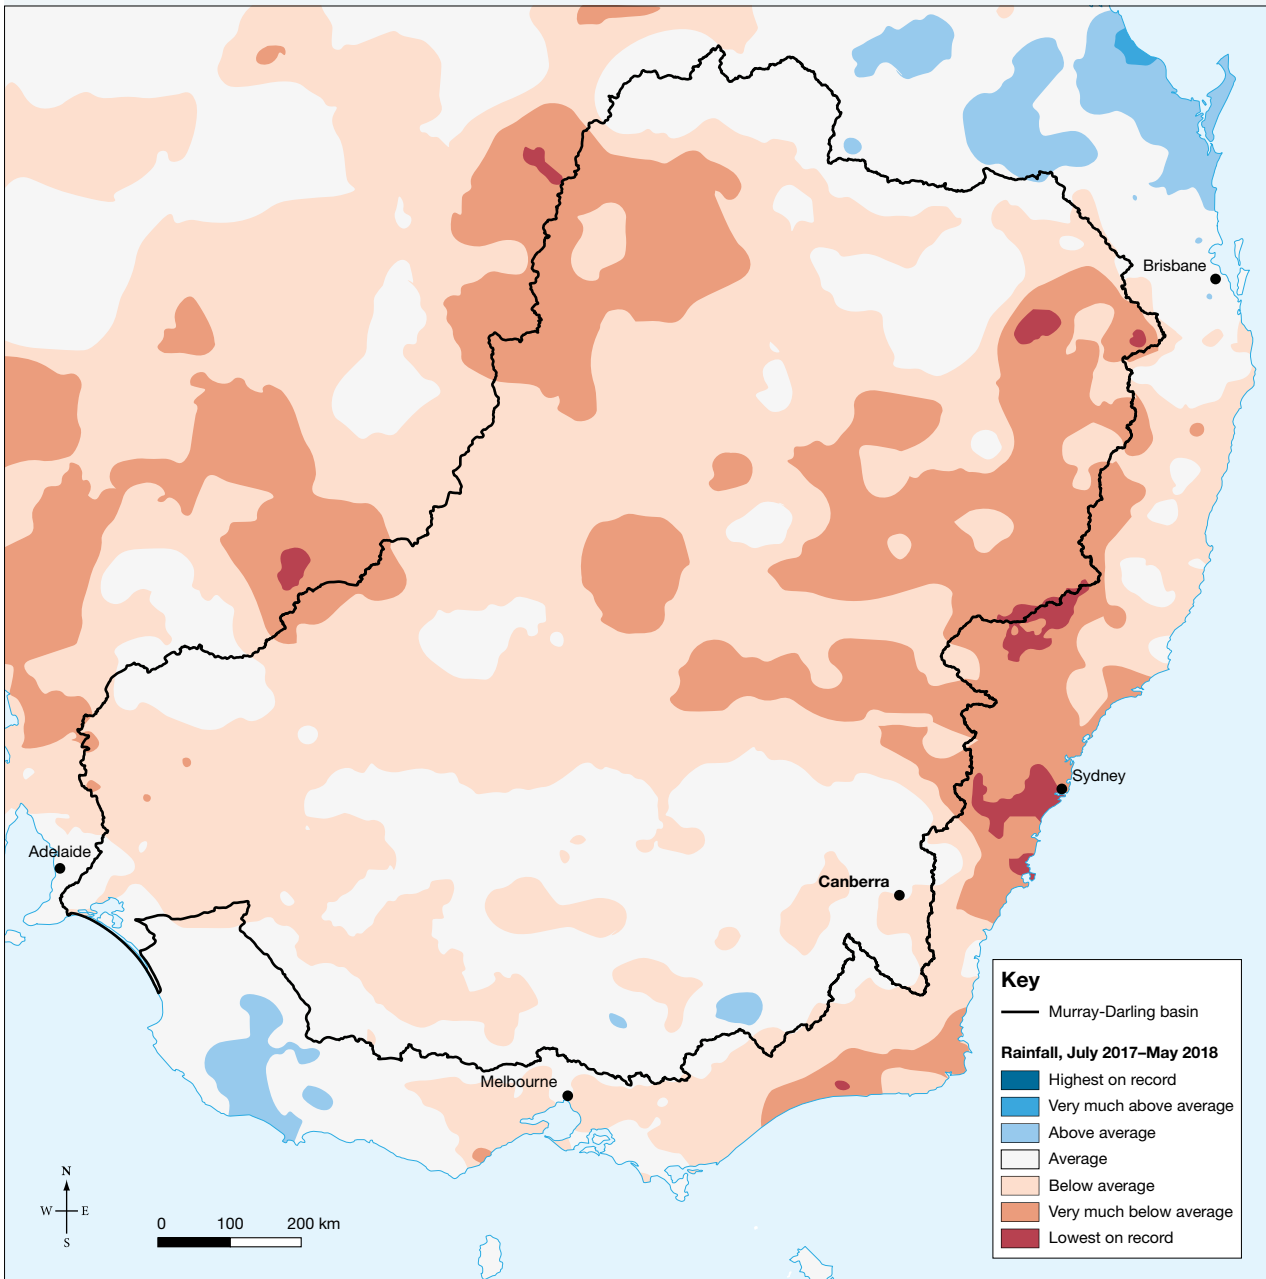 Brisbane
Sydney
Adelaide
Canberra
Melbourne
Key
Murray-Darling basin
Rainfall, July 2017–May 2018
Highest on record
Very much above average
Above average
Average
Below average
Very much below average
Lowest on record
N
W E
S
0 100 200 km